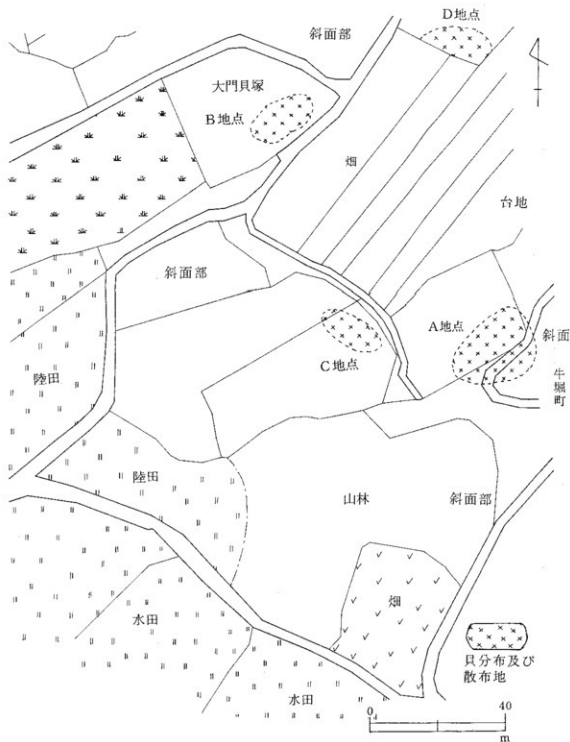 D地点
斜面部
大門貝塚
B地点
畑
台地
斜面部
A地点
斜面
牛堀町
C地点
陸田
陸田
山林
斜面部
畑
水田
水田
貝分布及び
散布地
0
40
m